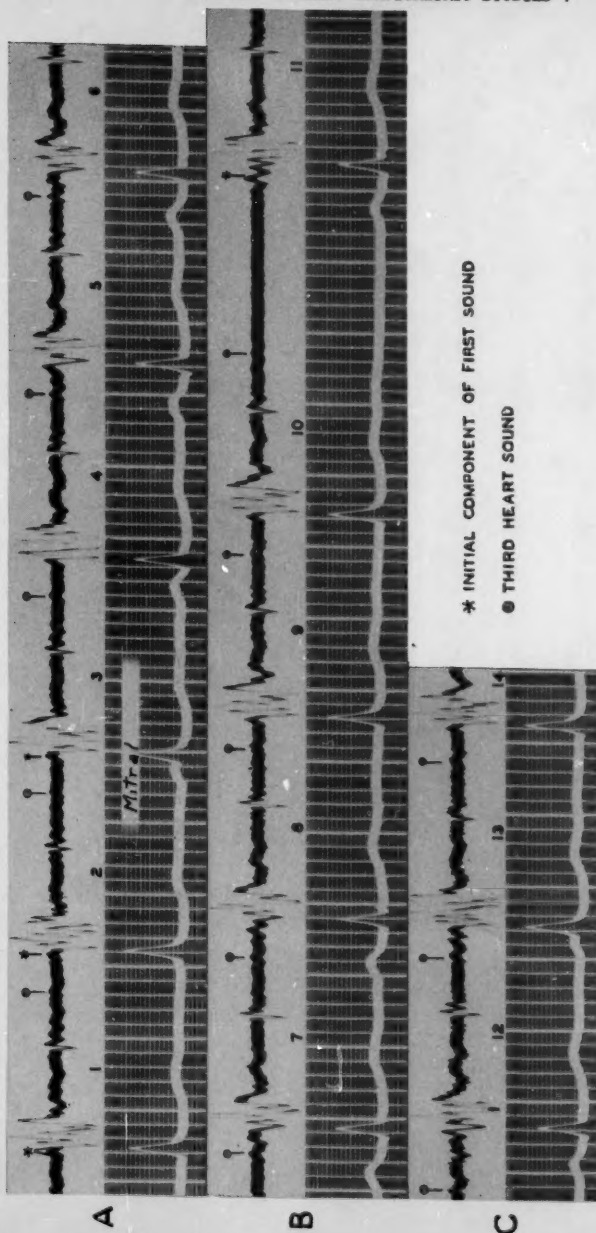 A
1 2 3 4 5 6
Mitral
B
7 8 9 10 11
C
12 13 14
* INITIAL COMPONENT OF FIRST SOUND
● THIRD HEART SOUND